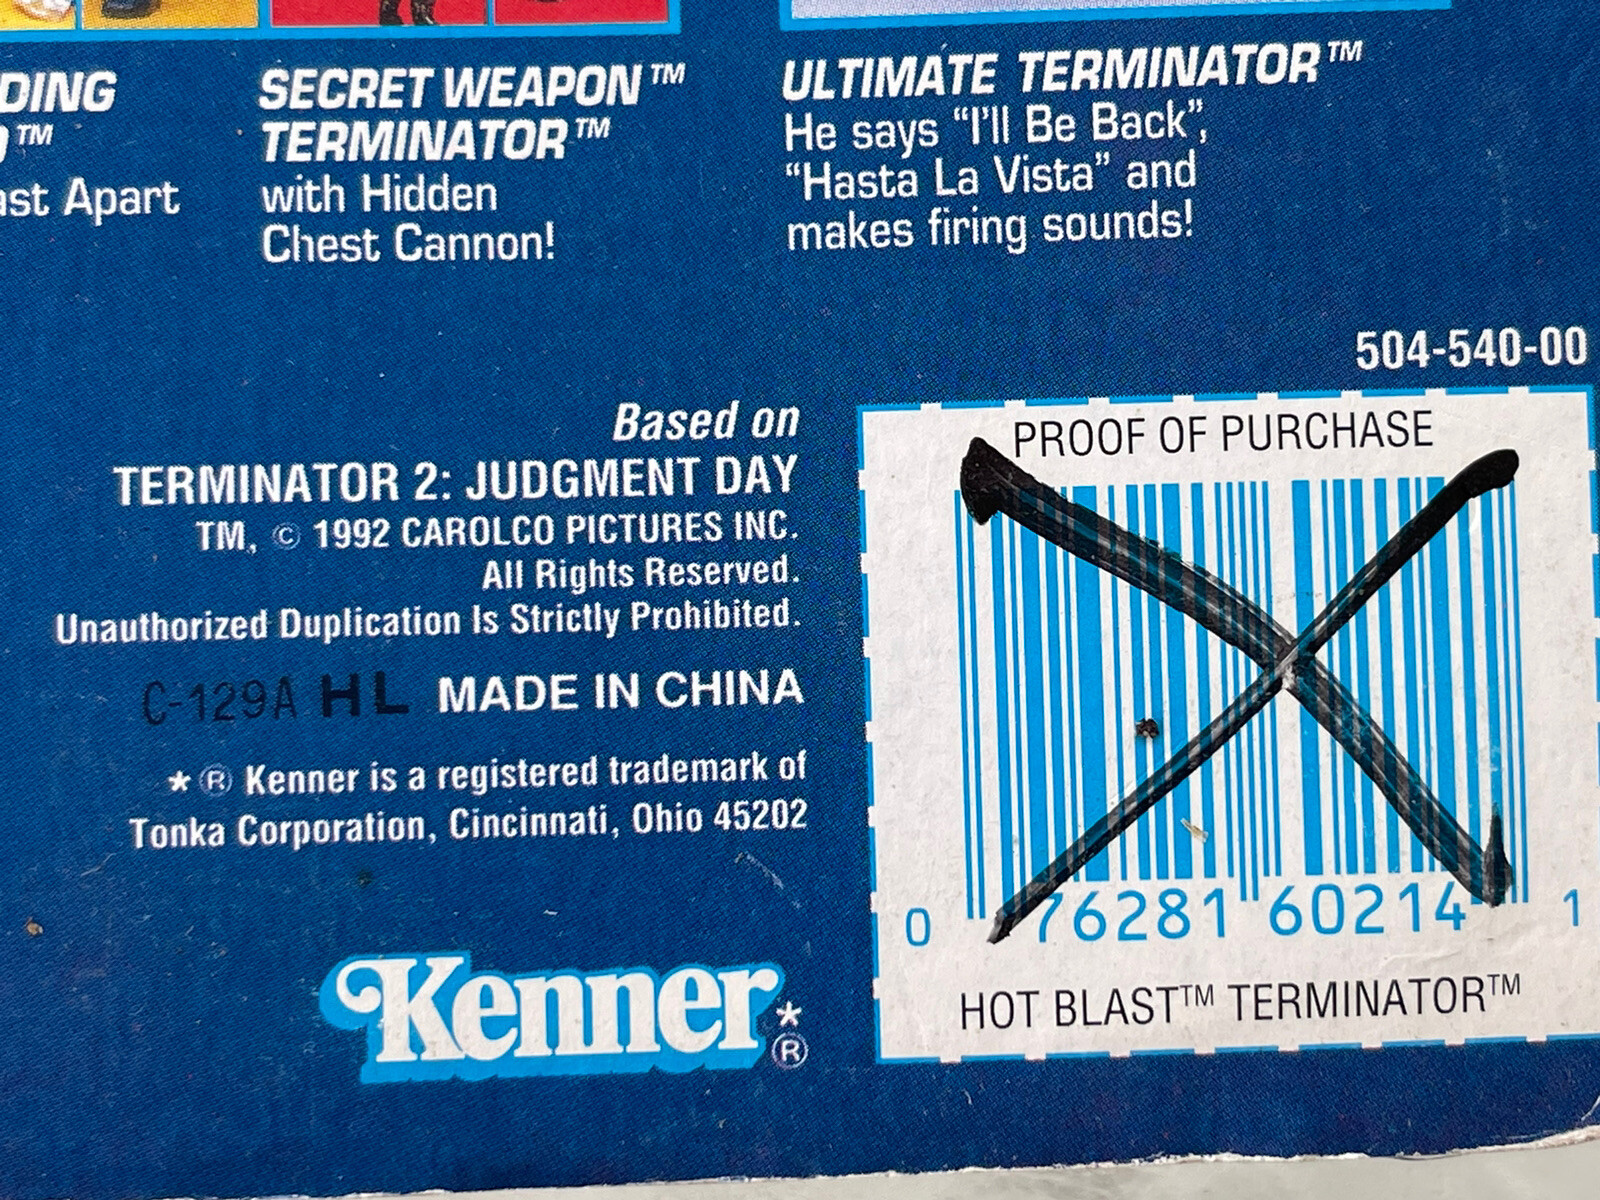 DING
™
ast Apart
SECRET WEAPON™
TERMINATOR™
with Hidden
Chest Cannon!
ULTIMATE TERMINATOR™
He says “I’ll Be Back”,
“Hasta La Vista” and
makes firing sounds!
504-540-00
Based on
TERMINATOR 2: JUDGMENT DAY
TM, © 1992 CAROLCO PICTURES INC.
All Rights Reserved.
Unauthorized Duplication Is Strictly Prohibited.
C-129A HL MADE IN CHINA
* ® Kenner is a registered trademark of
Tonka Corporation, Cincinnati, Ohio 45202
Kenner*®
PROOF OF PURCHASE
0 76281 60214 1
HOT BLAST™ TERMINATOR™